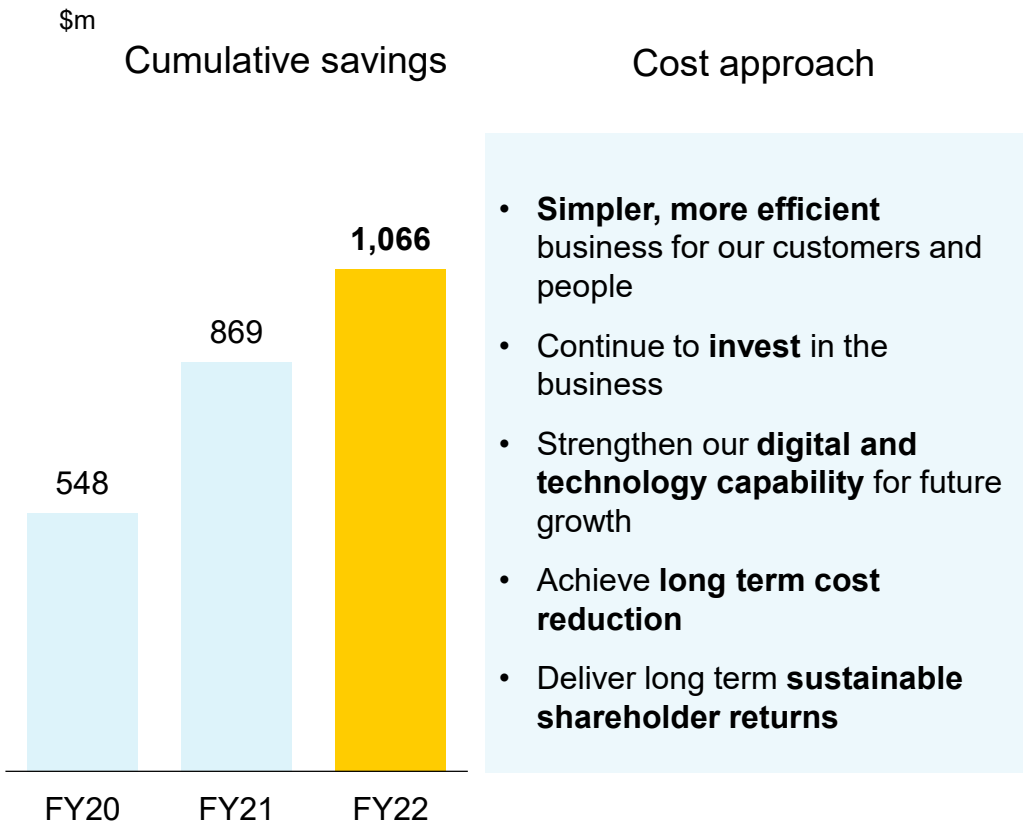 $m
Cumulative savings
1,066
869
548
FY20 FY21 FY22
Cost approach
• Simpler, more efficient
business for our customers and
people
• Continue to invest in the
business
• Strengthen our digital and
technology capability for future
growth
• Achieve long term cost
reduction
• Deliver long term sustainable
shareholder returns